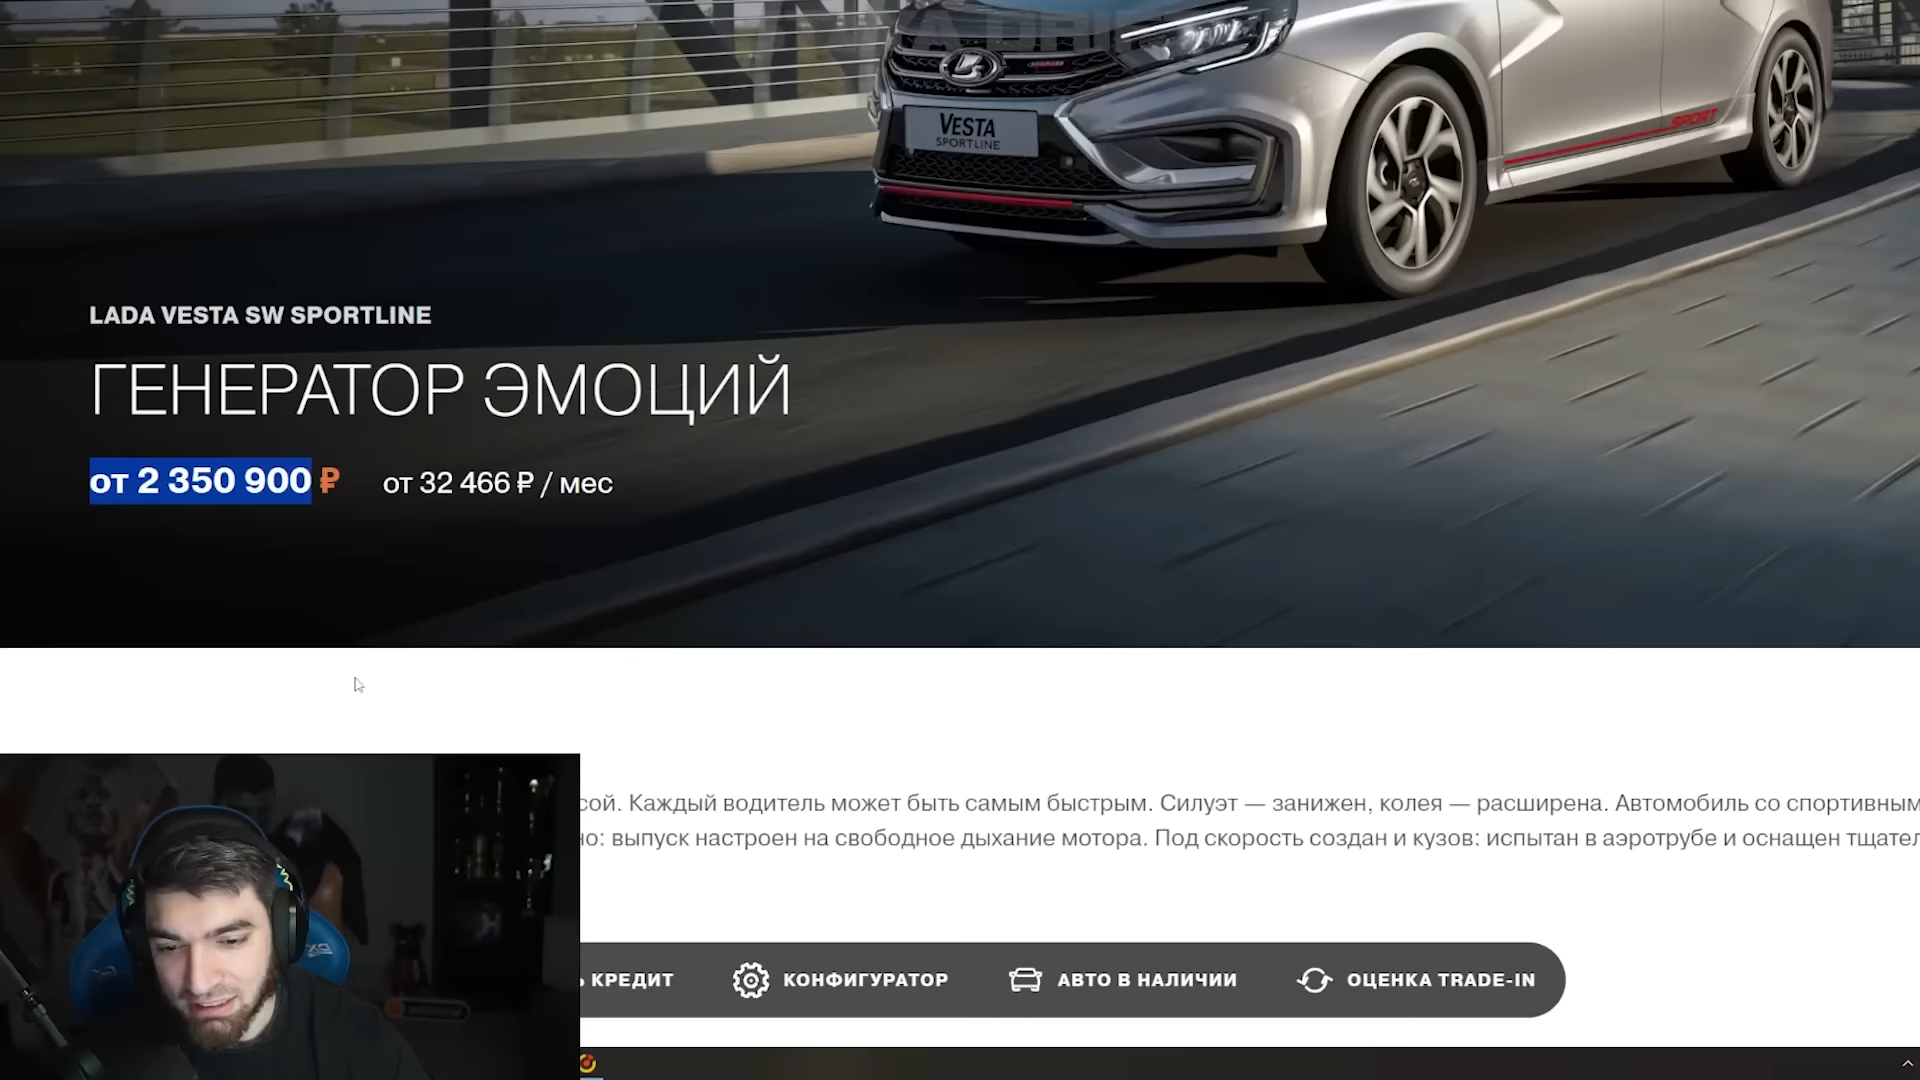 VESTA
SPORTLINE
SPORT
LADA VESTA SW SPORTLINE
ГЕНЕРАТОР ЭМОЦИЙ
от 2 350 900 ₽ от 32 466 ₽ / мес
сой. Каждый водитель может быть самым быстрым. Силуэт — занижен, колея — расширена. Автомобиль со спортивным
но: выпуск настроен на свободное дыхание мотора. Под скорость создан и кузов: испытан в аэротрубе и оснащен тщател
КРЕДИТ КОНФИГУРАТОР АВТО В НАЛИЧИИ ОЦЕНКА TRADE-IN